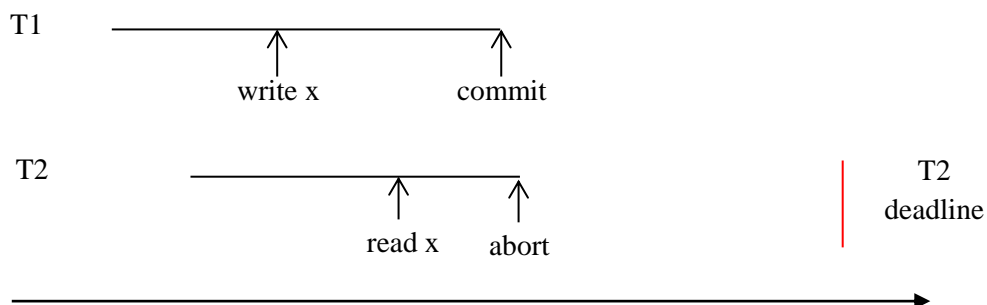 T1
write x
commit
T2
T2
deadline
read x
abort